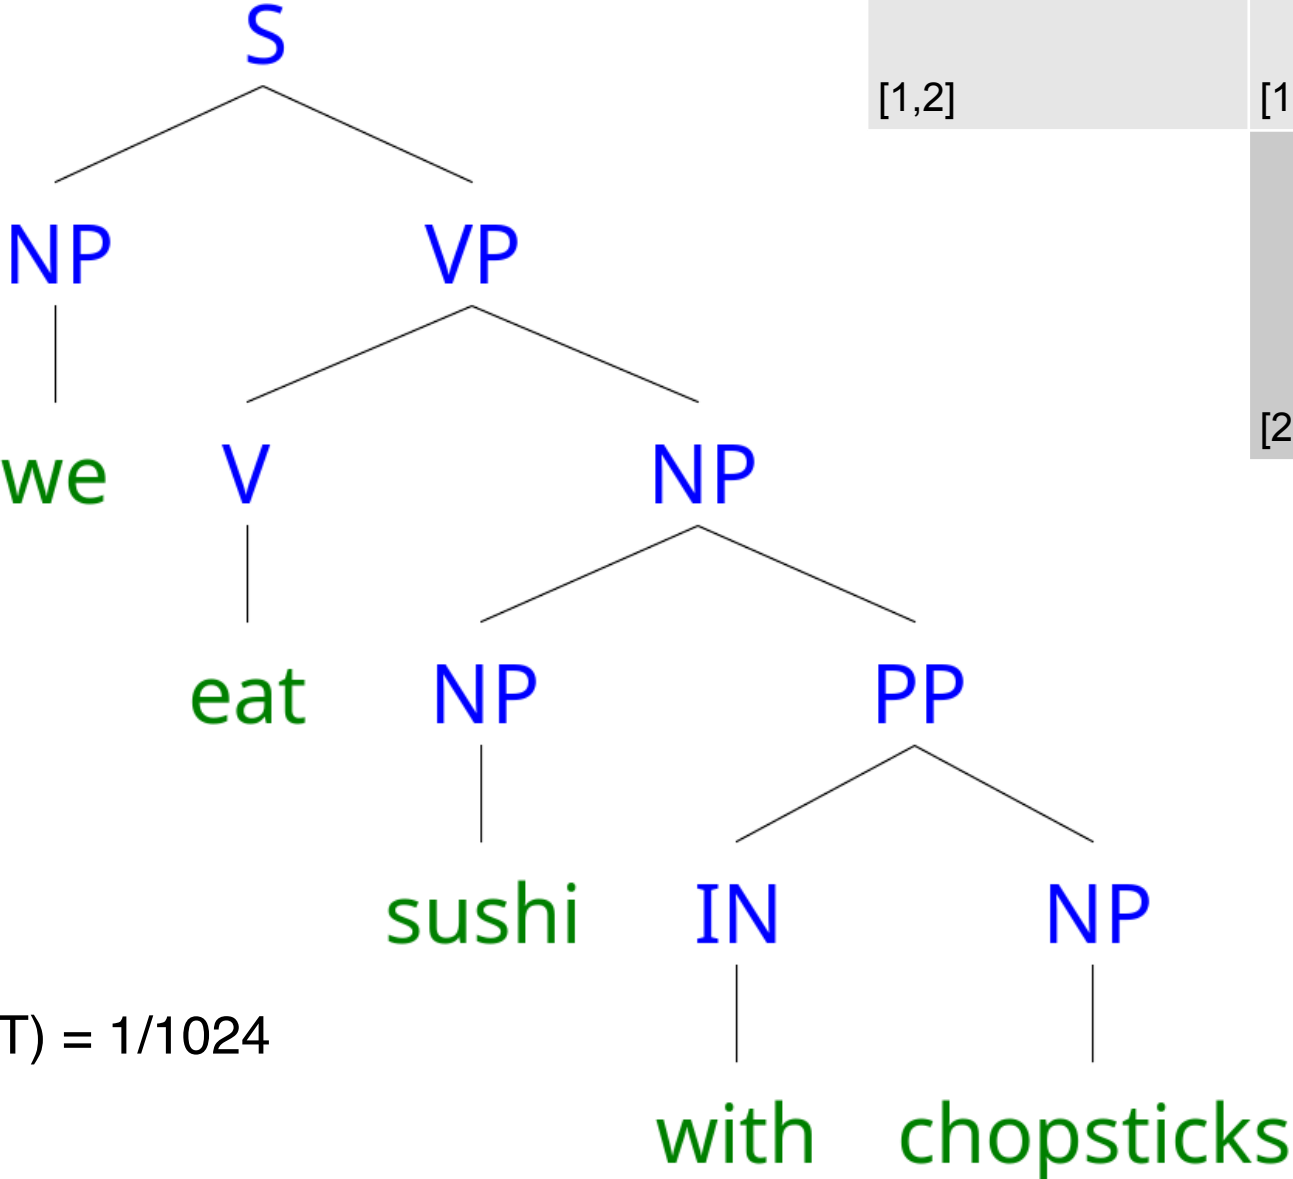 S
[1,2]
[1
NP VP
we V NP
[2
eat NP PP
sushi IN NP
T) = 1/1024
with chopsticks